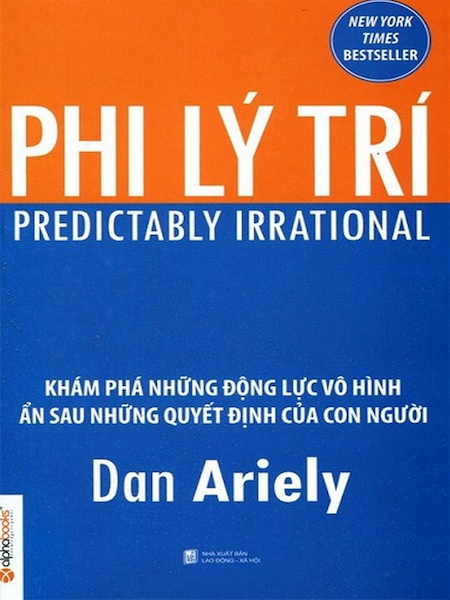 NEW YORK
TIMES
BESTSELLER
PHI LÝ TRÍ
PREDICTABLY IRRATIONAL
KHÁM PHÁ NHỮNG ĐỘNG LỰC VÔ HÌNH
ẨN SAU NHỮNG QUYẾT ĐỊNH CỦA CON NGƯỜI
Dan Ariely
NHÀ XUẤT BẢN
LAO ĐỘNG - XÃ HỘI
alphabooks